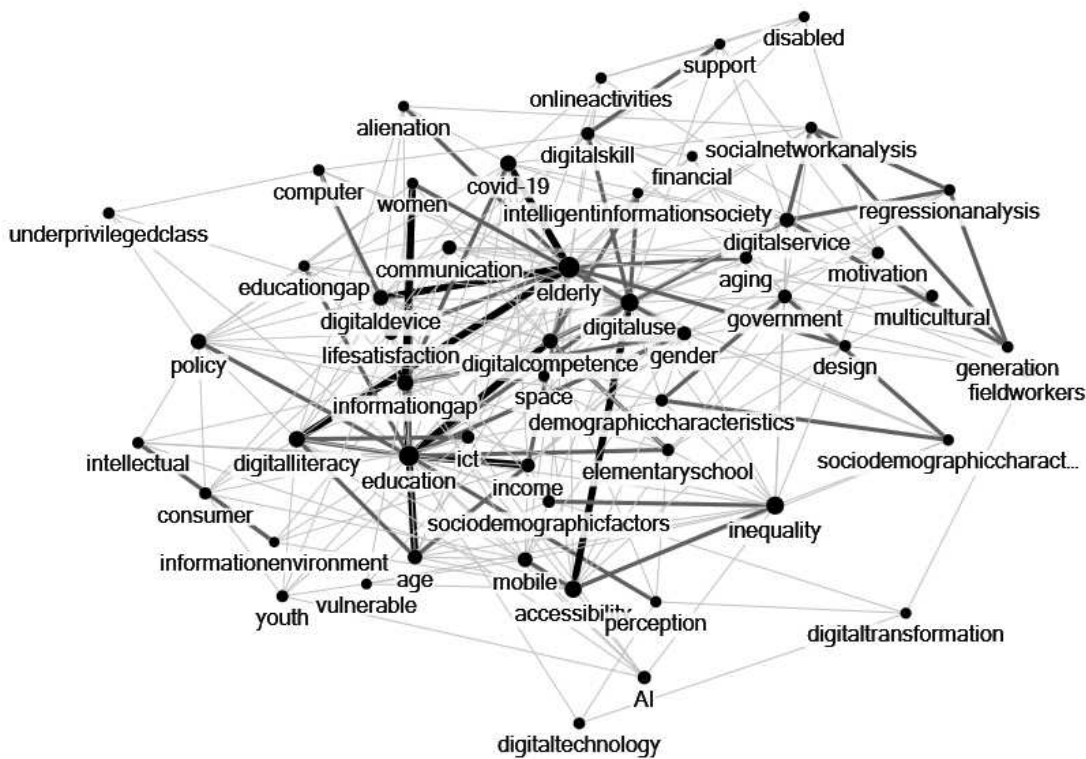 disabled
support
onlineactivities
alienation
digitalskill
socialnetworkanalysis
financial
covid-19
computer
women
intelligentinformationsociety
regressionanalysis
underprivilegedclass
digitalservice
communication
aging
motivation
educationgap
elderly
digitaldevice
digitaluse
government
multicultural
lifesatisfaction
digitalcompetence
gender
policy
design
generation
space
fieldworkers
informationgap
demographiccharacteristics
intellectual
digitalliteracy
ict
elementaryschool
sociodemographiccharact...
education
income
consumer
sociodemographicfactors
inequality
informationenvironment
age
mobile
vulnerable
youth
accessibility
perception
digitaltransformation
AI
digitaltechnology